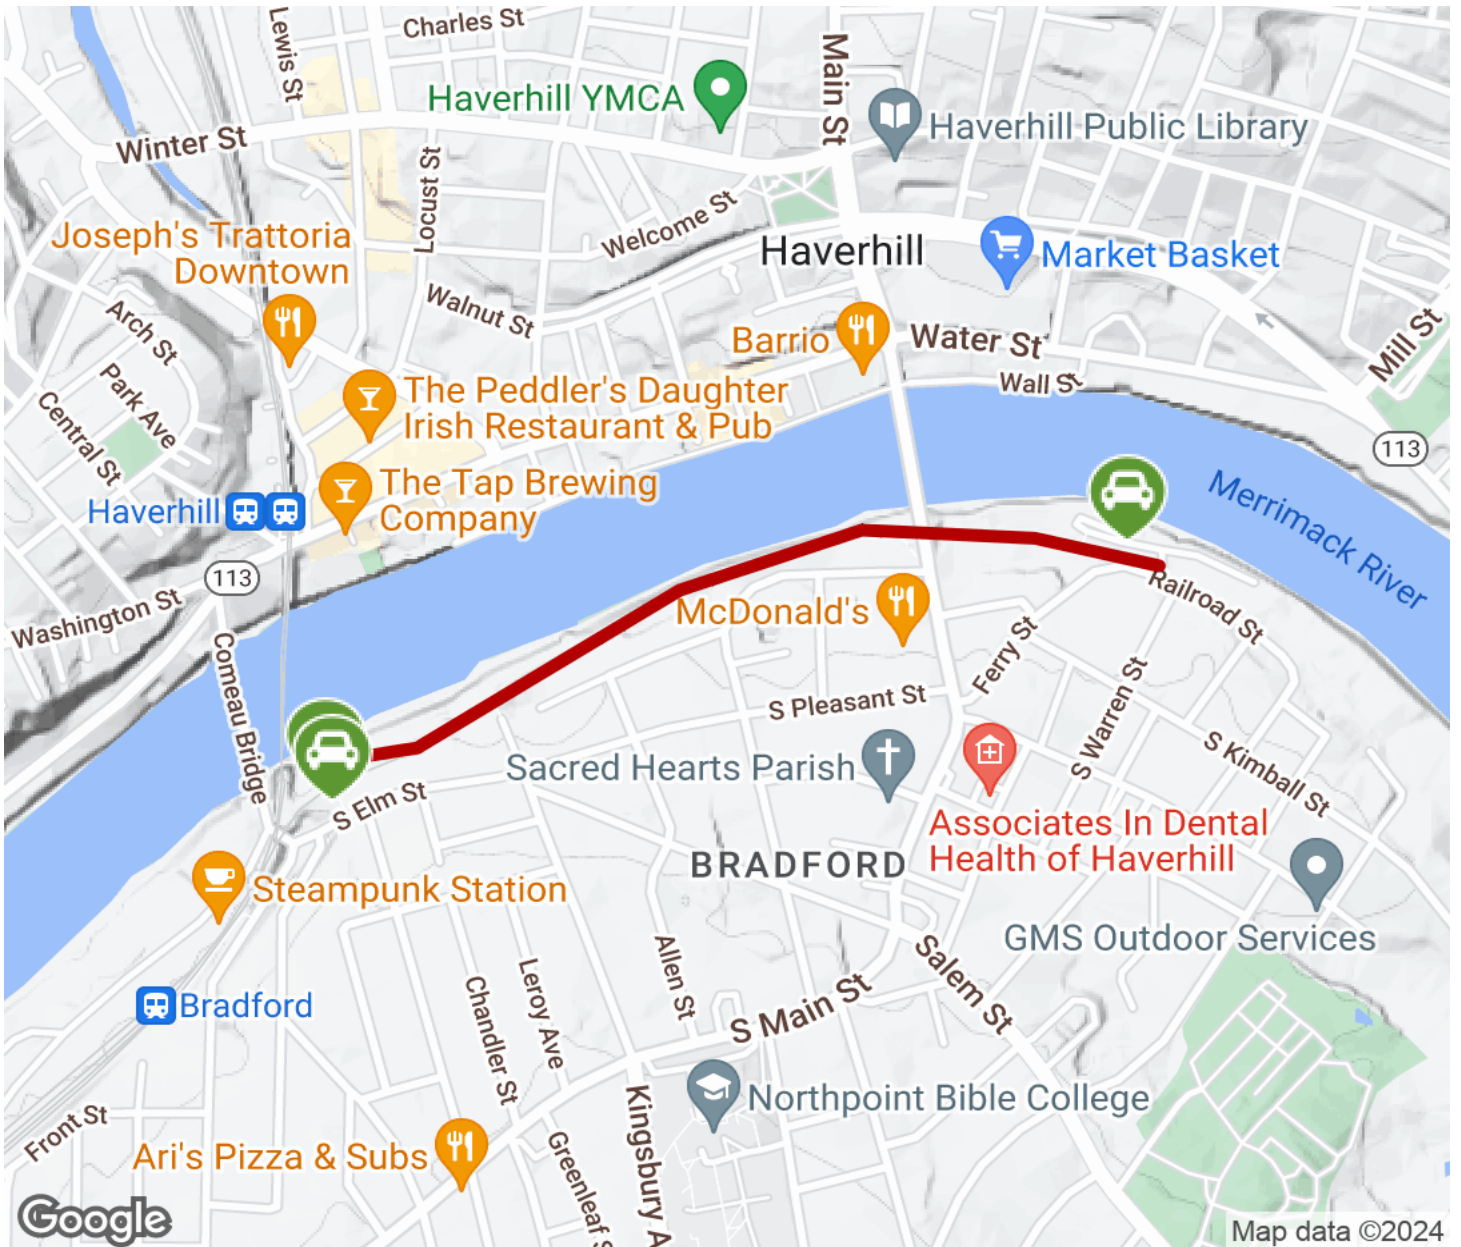 Charles St
Lewis St
Main St
Haverhill YMCA
Haverhill Public Library
Winter St
Locust St
Welcome St
Joseph's Trattoria
Downtown
Haverhill
Market Basket
Walnut St
Arch St
Barrio
Water St
Mill St
Park Ave
Wall St
The Peddler's Daughter
Irish Restaurant & Pub
Central St
113
The Tap Brewing
Company
Haverhill
Merrimack River
113
Washington St
McDonald's
Railroad St
Ferry St
Comeau Bridge
S Pleasant St
S Warren St
Sacred Hearts Parish
S Kimball St
S Elm St
Associates In Dental
Health of Haverhill
BRADFORD
Steampunk Station
GMS Outdoor Services
Allen St
Salem St
Leroy Ave
Bradford
Chandler St
S Main St
Northpoint Bible College
Front St
Kingsbury A
Ari's Pizza & Subs
Greenleaf S
Google
Map data ©2024